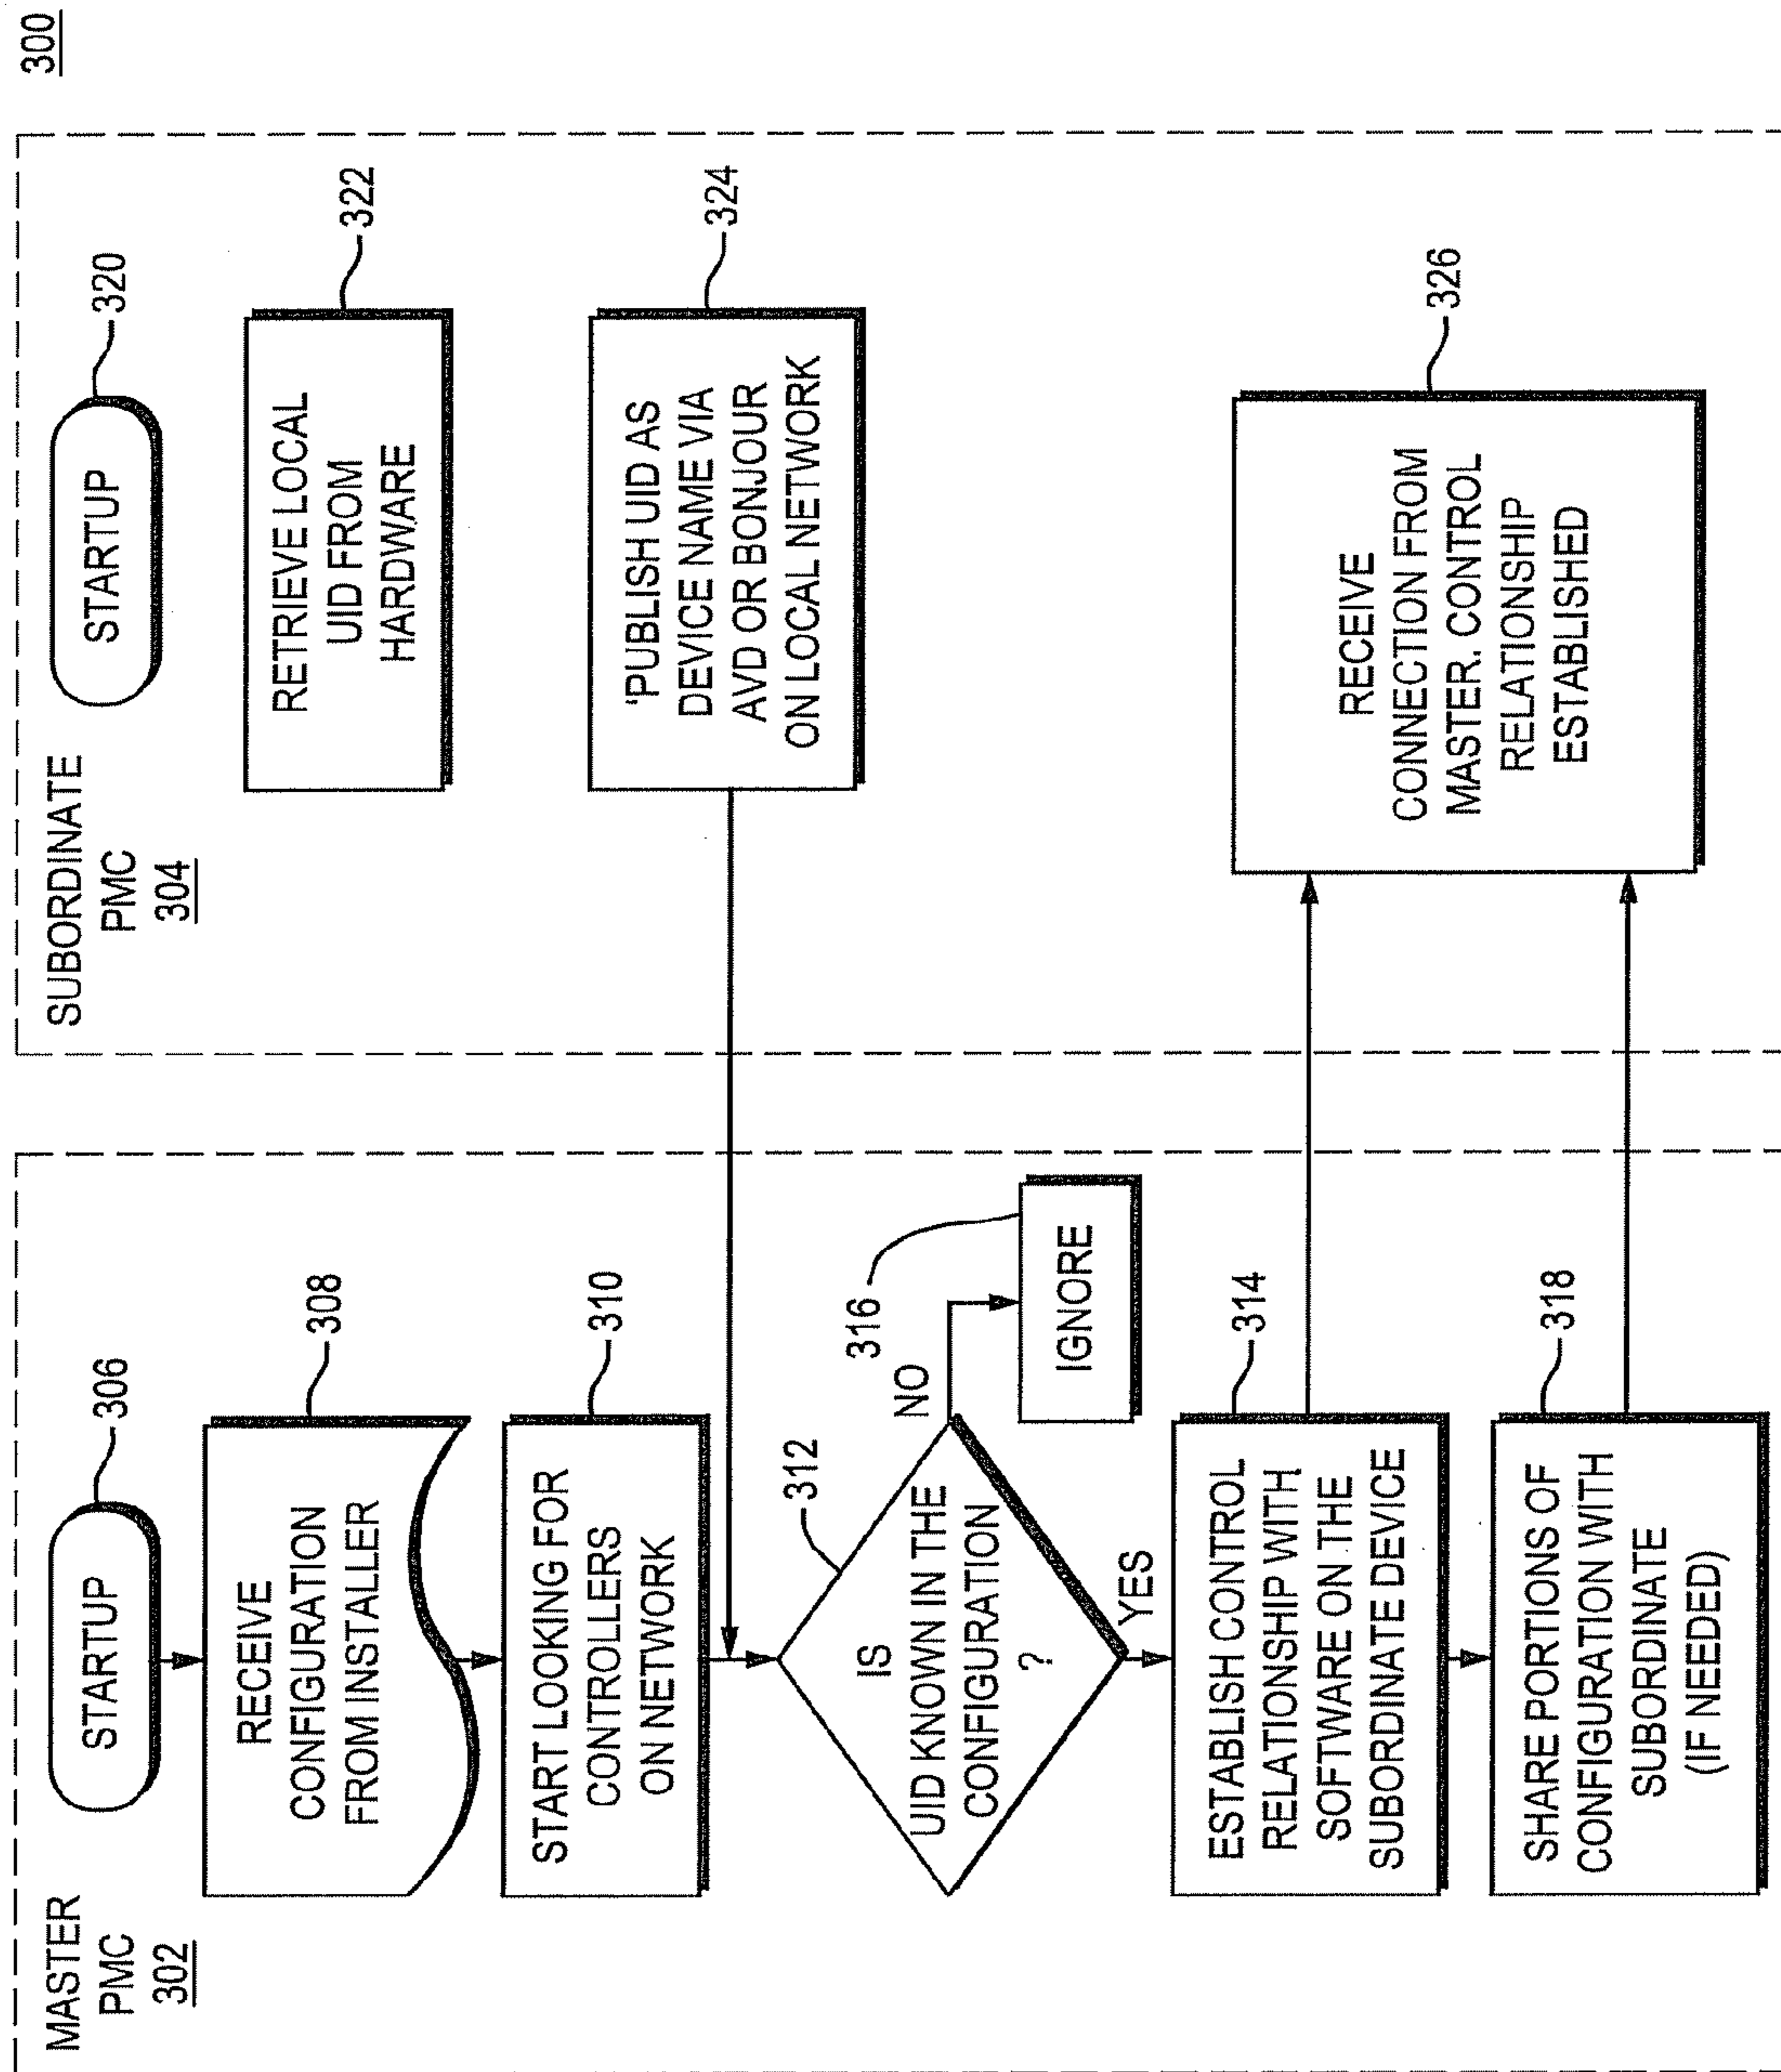 300
MASTER
PMC
302
STARTUP
306
RECEIVE
CONFIGURATION
FROM INSTALLER
308
START LOOKING FOR
CONTROLLERS
ON NETWORK
310
IS
UID KNOWN IN THE
CONFIGURATION
?
312
NO
316
IGNORE
YES
ESTABLISH CONTROL
RELATIONSHIP WITH
SOFTWARE ON THE
SUBORDINATE DEVICE
314
SHARE PORTIONS OF
CONFIGURATION WITH
SUBORDINATE
(IF NEEDED)
318
SUBORDINATE
PMC
304
STARTUP
320
RETRIEVE LOCAL
UID FROM
HARDWARE
322
'PUBLISH UID AS
DEVICE NAME VIA
AVD OR BONJOUR
ON LOCAL NETWORK
324
RECEIVE
CONNECTION FROM
MASTER. CONTROL
RELATIONSHIP
ESTABLISHED
326